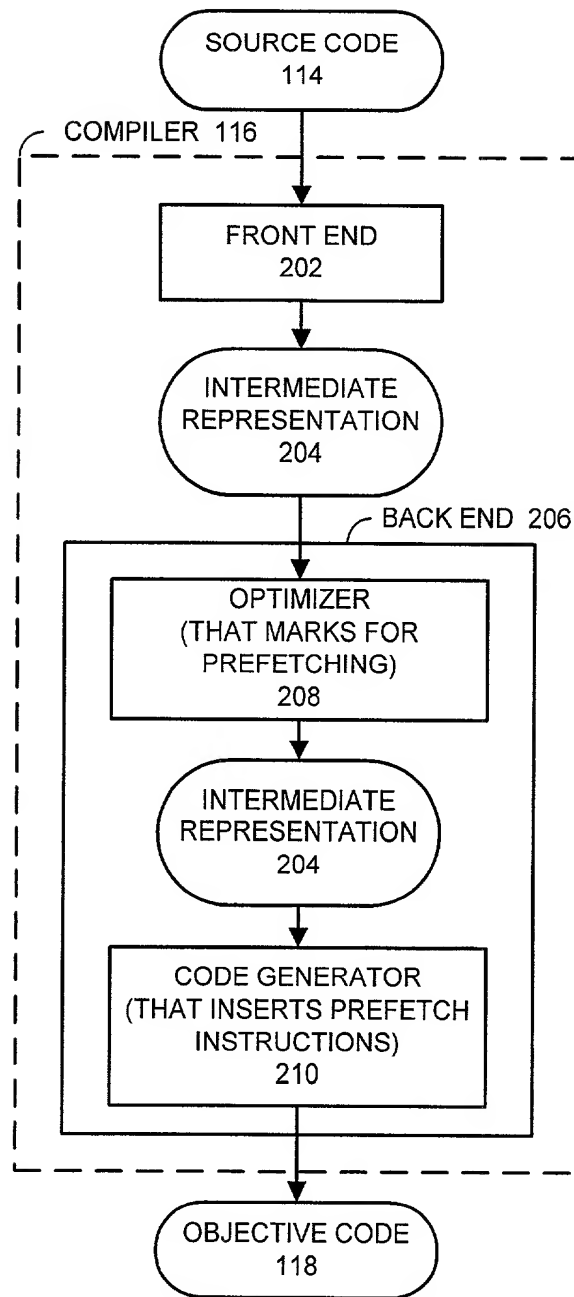 SOURCE CODE
114
COMPILER 116
FRONT END
202
INTERMEDIATE
REPRESENTATION
204
BACK END 206
OPTIMIZER
(THAT MARKS FOR
PREFETCHING)
208
INTERMEDIATE
REPRESENTATION
204
CODE GENERATOR
(THAT INSERTS PREFETCH
INSTRUCTIONS)
210
OBJECTIVE CODE
118